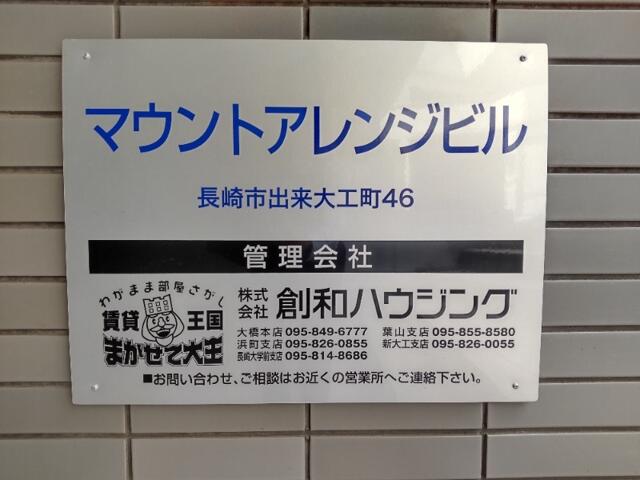 マウントアレンジビル
長崎市出来大工町46
管理会社
わがまま部屋さがし
賃貸 王国
まかせて大王
株式会社 創和ハウジング
大橋本店 095-849-6777 葉山支店 095-855-8580
浜町支店 095-826-0855 新大工支店 095-826-0055
長崎大学前支店 095-814-8686
■お問い合わせ、ご相談はお近くの営業所へご連絡下さい。